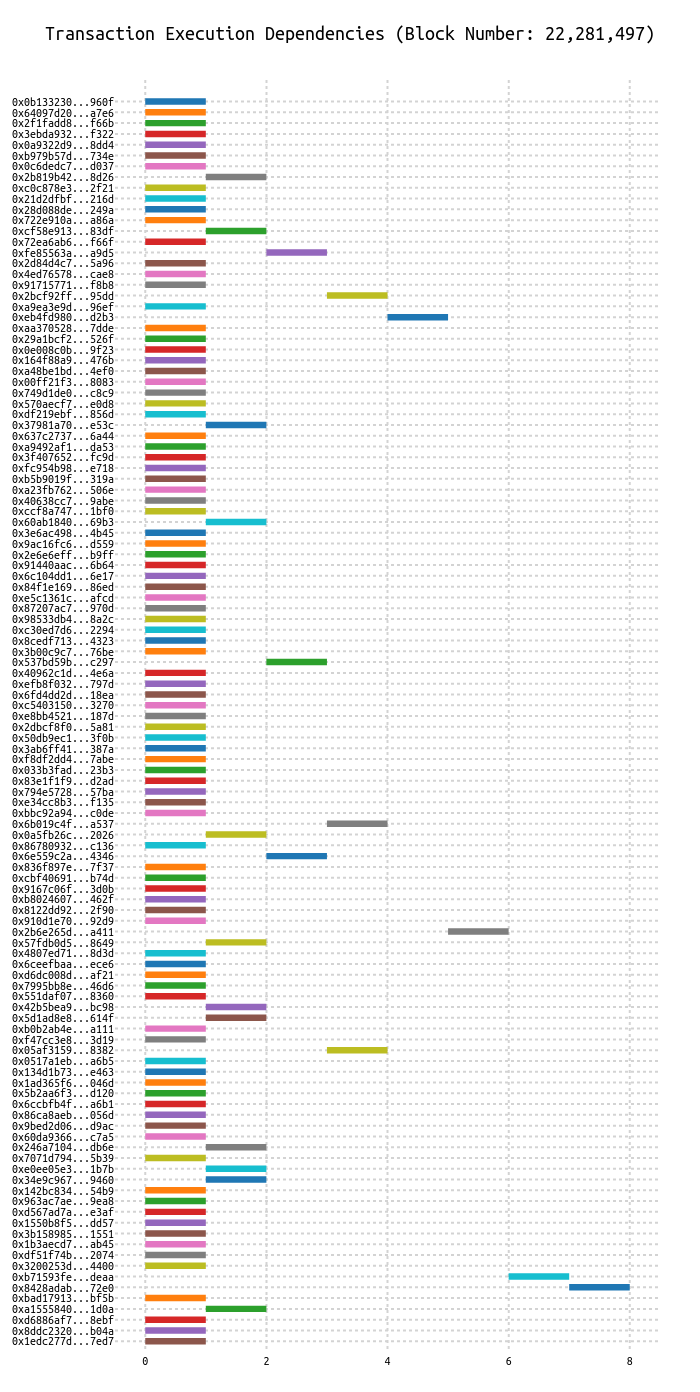 Transaction Execution Dependencies (Block Number: 22,281,497)
0x0b133230...960f
0x64097d20...a7e6
0x2f1fadd8...f66b
0x3ebda932...f322
0x0a9322d9...8dd4
0xb979b57d...734e
0x0c6dedc7...d037
0x2b819b42...8d26
0xc0c878e3...2f21
0x21d2dfbf...216d
0x28d088de...249a
0x722e910a...a86a
0xcf58e913...83df
0x72ea6ab6...f66f
0xfe85563a...a9d5
0x2d84d4c7...5a96
0x4ed76578...cae8
0x91715771...f8b8
0x2bcf92ff...95dd
0xa9ea3e9d...96ef
0xeb4fd980...d2b3
0xaa370528...7dde
0x29a1bcf2...526f
0x0e008c0b...9f23
0x164f88a9...476b
0xa48be1bd...4ef0
0x00ff21f3...8083
0x749d1de0...c8c9
0x570aecf7...e0d8
0xdf219ebf...856d
0x37981a70...e53c
0x637c2737...6a44
0xa9492af1...da53
0x3f407652...fc9d
0xfc954b98...e718
0xb5b9019f...319a
0xa23fb762...506e
0x40638cc7...9abe
0xccf8a747...1bf0
0x60ab1840...69b3
0x3e6ac498...4b45
0x9ac16fc6...d559
0x2e6e6eff...b9ff
0x91440aac...6b64
0x6c104dd1...6e17
0x84f1e169...86ed
0xe5c1361c...afcd
0x87207ac7...970d
0x98533db4...8a2c
0xc30ed7d6...2294
0x8cedf713...4323
0x3b00c9c7...76be
0x537bd59b...c297
0x40962c1d...4e6a
0xefb8f032...797d
0x6fd4dd2d...18ea
0xc5403150...3270
0xe8bb4521...187d
0x2dbcf8f0...5a81
0x50db9ec1...3f0b
0x3ab6ff41...387a
0xf8df2dd4...7abe
0x033b3fad...23b3
0x83e1f1f9...d2ad
0x794e5728...57ba
0xe34cc8b3...f135
0xbbc92a94...c0de
0x6b019c4f...a537
0x0a5fb26c...2026
0x86780932...c136
0x6e559c2a...4346
0x836f897e...7f37
0xcbf40691...b74d
0x9167c06f...3d0b
0xb8024607...462f
0x8122dd92...2f90
0x910d1e70...92d9
0x2b6e265d...a411
0x57fdb0d5...8649
0x4807ed71...8d3d
0x6ceefbaa...ece6
0xd6dc008d...af21
0x7995bb8e...46d6
0x551daf07...8360
0x42b5bea9...bc98
0x5d1ad8e8...614f
0xb0b2ab4e...a111
0xf47cc3e8...3d19
0x05af3159...8382
0x0517a1eb...a6b5
0x134d1b73...e463
0x1ad365f6...046d
0x5b2aa6f3...d120
0x6ccbfb4f...a6b1
0x86ca8aeb...056d
0x9bed2d06...d9ac
0x60da9366...c7a5
0x246a7104...db6e
0x7071d794...5b39
0xe0ee05e3...1b7b
0x34e9c967...9460
0x142bc834...54b9
0x963ac7ae...9ea8
0xd567ad7a...e3af
0x1550b8f5...dd57
0x3b158985...1551
0x1b3aecd7...ab45
0xdf51f74b...2074
0x3200253d...4400
0xb71593fe...deaa
0x8428adab...72e0
0xbad17913...bf5b
0xa1555840...1d0a
0xd6886af7...8ebf
0x8ddc2320...b04a
0x1edc277d...7ed7
0 2 4 6 8